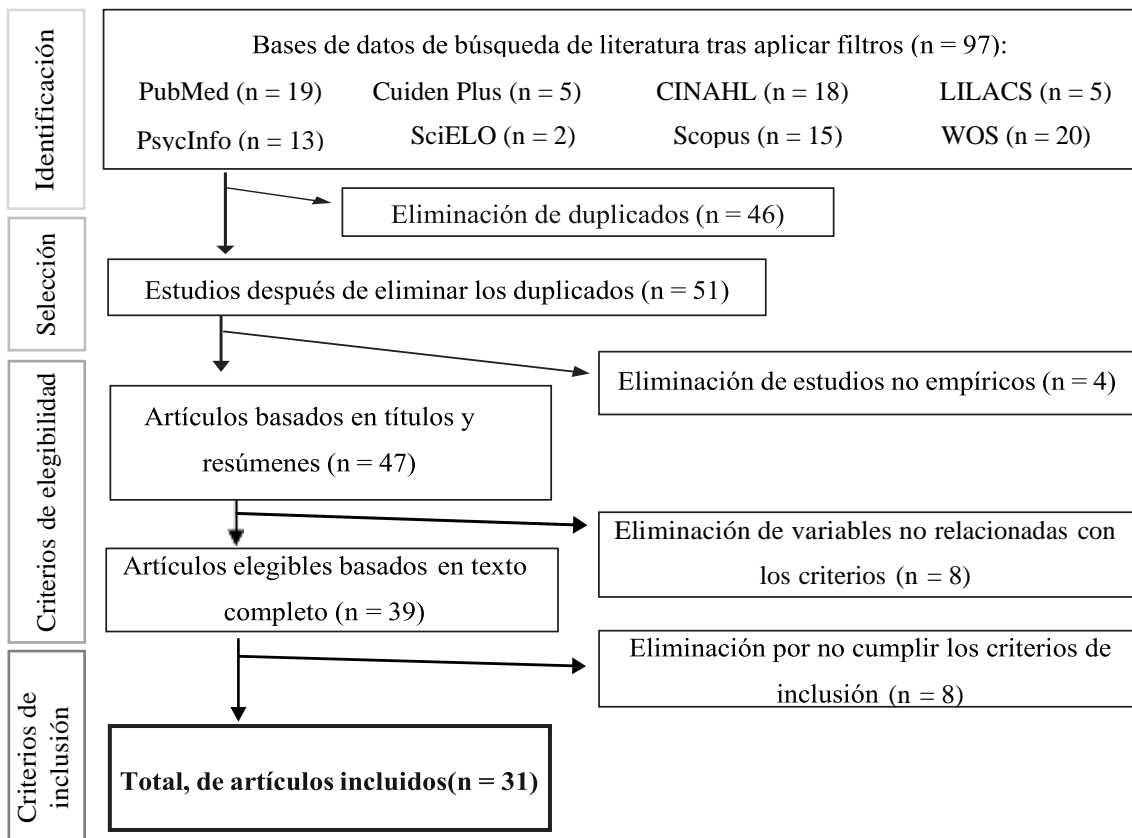 Identificación
Bases de datos de búsqueda de literatura tras aplicar filtros (n = 97):
PubMed (n = 19) Cuiden Plus (n = 5) CINAHL (n = 18) LILACS (n = 5)
PsycInfo (n = 13) SciELO (n = 2) Scopus (n = 15) WOS (n = 20)
Eliminación de duplicados (n = 46)
Selección
Estudios después de eliminar los duplicados (n = 51)
Eliminación de estudios no empíricos (n = 4)
Criterios de elegibilidad
Artículos basados en títulos y
resúmenes (n = 47)
Eliminación de variables no relacionadas con
los criterios (n = 8)
Artículos elegibles basados en texto
completo (n = 39)
Eliminación por no cumplir los criterios de
inclusión (n = 8)
Criterios de
inclusión
Total, de artículos incluidos(n = 31)